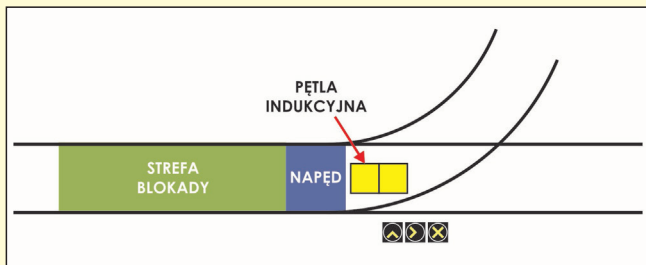 PĘTLA
INDUKCYJNA
STREFA
BLOKADY
NAPĘD